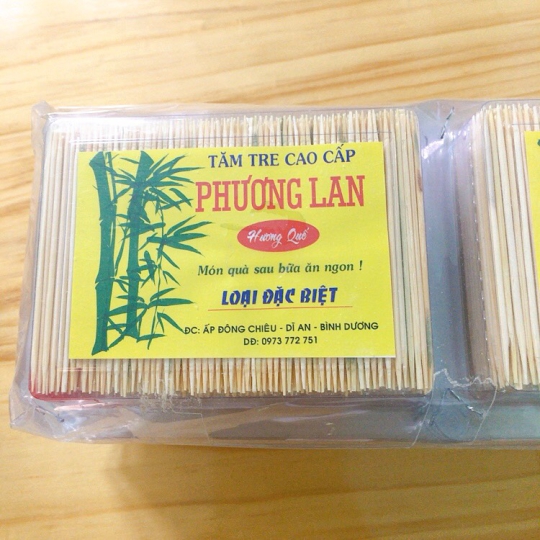 TĂM TRE CAO CẤP
PHƯƠNG LAN
Hương Quế
Món quà sau bữa ăn ngon !
LOẠI ĐẶC BIỆT
ĐC: ẤP ĐÔNG CHIÊU - DĨ AN - BÌNH DƯƠNG
DĐ: 0973 772 751